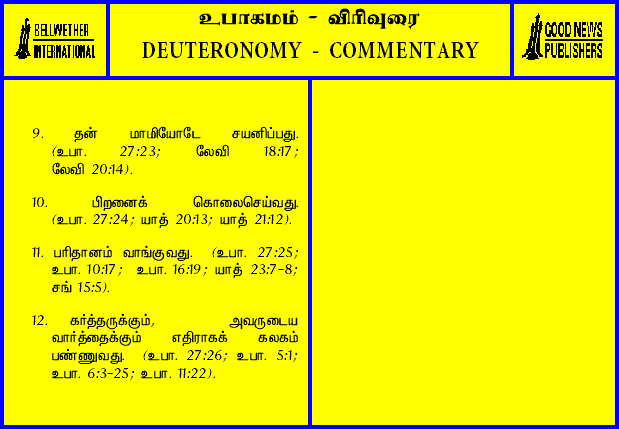 BELLWETHER
INTERNATIONAL
உபாகமம் - விரிவுரை
DEUTERONOMY - COMMENTARY
GOOD NEWS
PUBLISHERS
9. தன் மாமியோடே சயனிப்பது.
(உபா. 27:23; லேவி 18:17;
லேவி 20:14).
10. பிறனைக் கொலைசெய்வது.
(உபா. 27:24; யாத் 20:13; யாத் 21:12).
11. பரிதானம் வாங்குவது. (உபா. 27:25;
உபா. 10:17; உபா. 16:19; யாத் 23:7-8;
சங் 15:5).
12. கர்த்தருக்கும், அவருடைய
வார்த்தைக்கும் எதிராகக் கலகம்
பண்ணுவது. (உபா. 27:26; உபா. 5:1;
உபா. 6:3-25; உபா. 11:22).